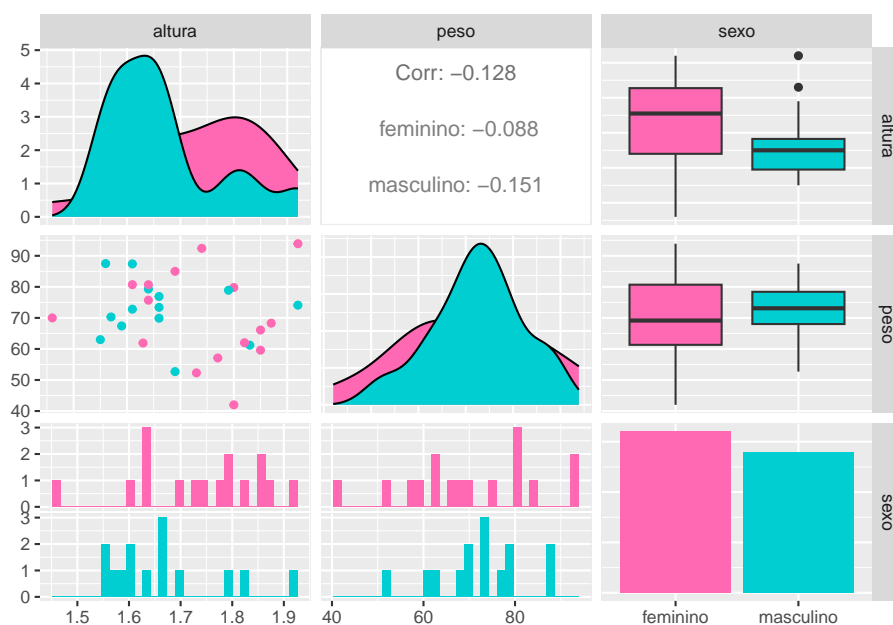 altura peso sexo
5
4
3
2
1
0
Corr: −0.128
feminino: −0.088
masculino: −0.151
altura
90
80
70
60
50
40
peso
3
2
1
0
3
2
1
0
sexo
1.5 1.6 1.7 1.8 1.9
40 60 80
feminino masculino